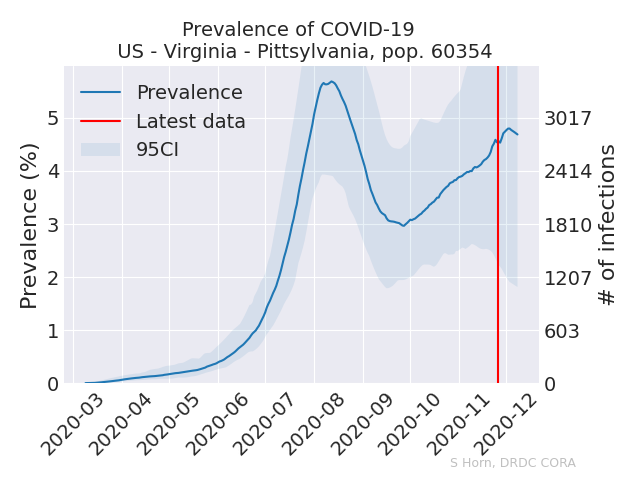 Prevalence of COVID-19
US - Virginia - Pittsylvania, pop. 60354
Prevalence
Latest data
95CI
Prevalence (%)
5
4
3
2
1
0
3017
2414
1810
1207
603
0
# of infections
2020-03
2020-04
2020-05
2020-06
2020-07
2020-08
2020-09
2020-10
2020-11
2020-12
S Horn, DRDC CORA